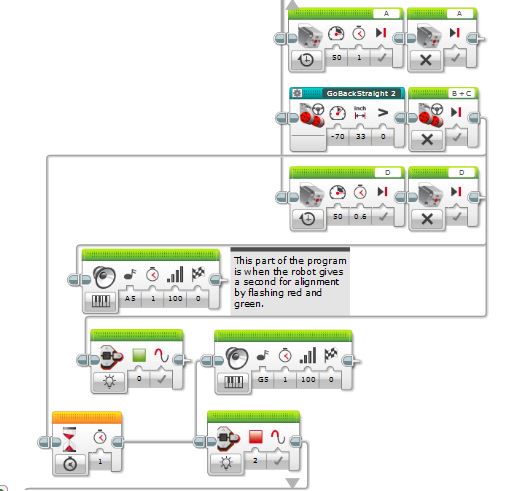 A
A
50 1
GoBackStraight 2
B + C
inch
-70 33 0
D
D
50 0.6
This part of the program
is when the robot gives
a second for alignment
by flashing red and
green.
A5 1 100 0
0
G5 1 100 0
1
2